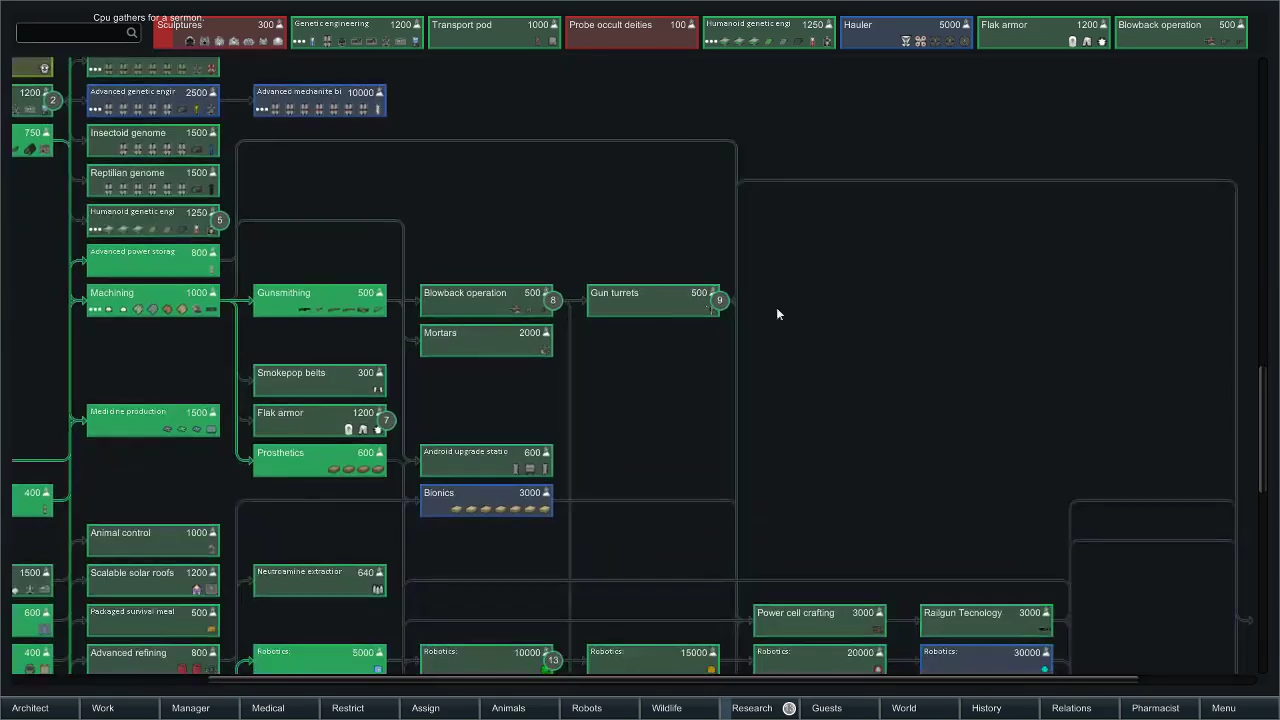 Cpu gathers for a sermon.
Sculptures 300
Genetic engineering 1200
Transport pod 1000
Probe occult deities 100
Humanoid genetic engi 1250
Hauler 5000
Flak armor 1200
Blowback operation 500
1200 2
Advanced genetic engir 2500
Advanced mechanite bi 10000
750
Insectoid genome 1500
Reptilian genome 1500
Humanoid genetic engi 1250 5
Advanced power storag 800
Machining 1000
Gunsmithing 500
Blowback operation 500 8
Gun turrets 500 9
Mortars 2000
Smokepop belts 300
Medicine production 1500
Flak armor 1200 7
Prosthetics 600
Android upgrade statio 600
400
Bionics 3000
Animal control 1000
1500
Scalable solar roofs 1200
Neutroamine extraction 640
600
Packaged survival meal 500
Power cell crafting 3000
Railgun Tecnology 3000
400
Advanced refining 800
Robotics: 5000
Robotics: 10000 13
Robotics: 15000
Robotics: 20000
Robotics: 30000
Architect Work Manager Medical Restrict Assign Animals Robots Wildlife Research Guests World History Relations Pharmacist Menu